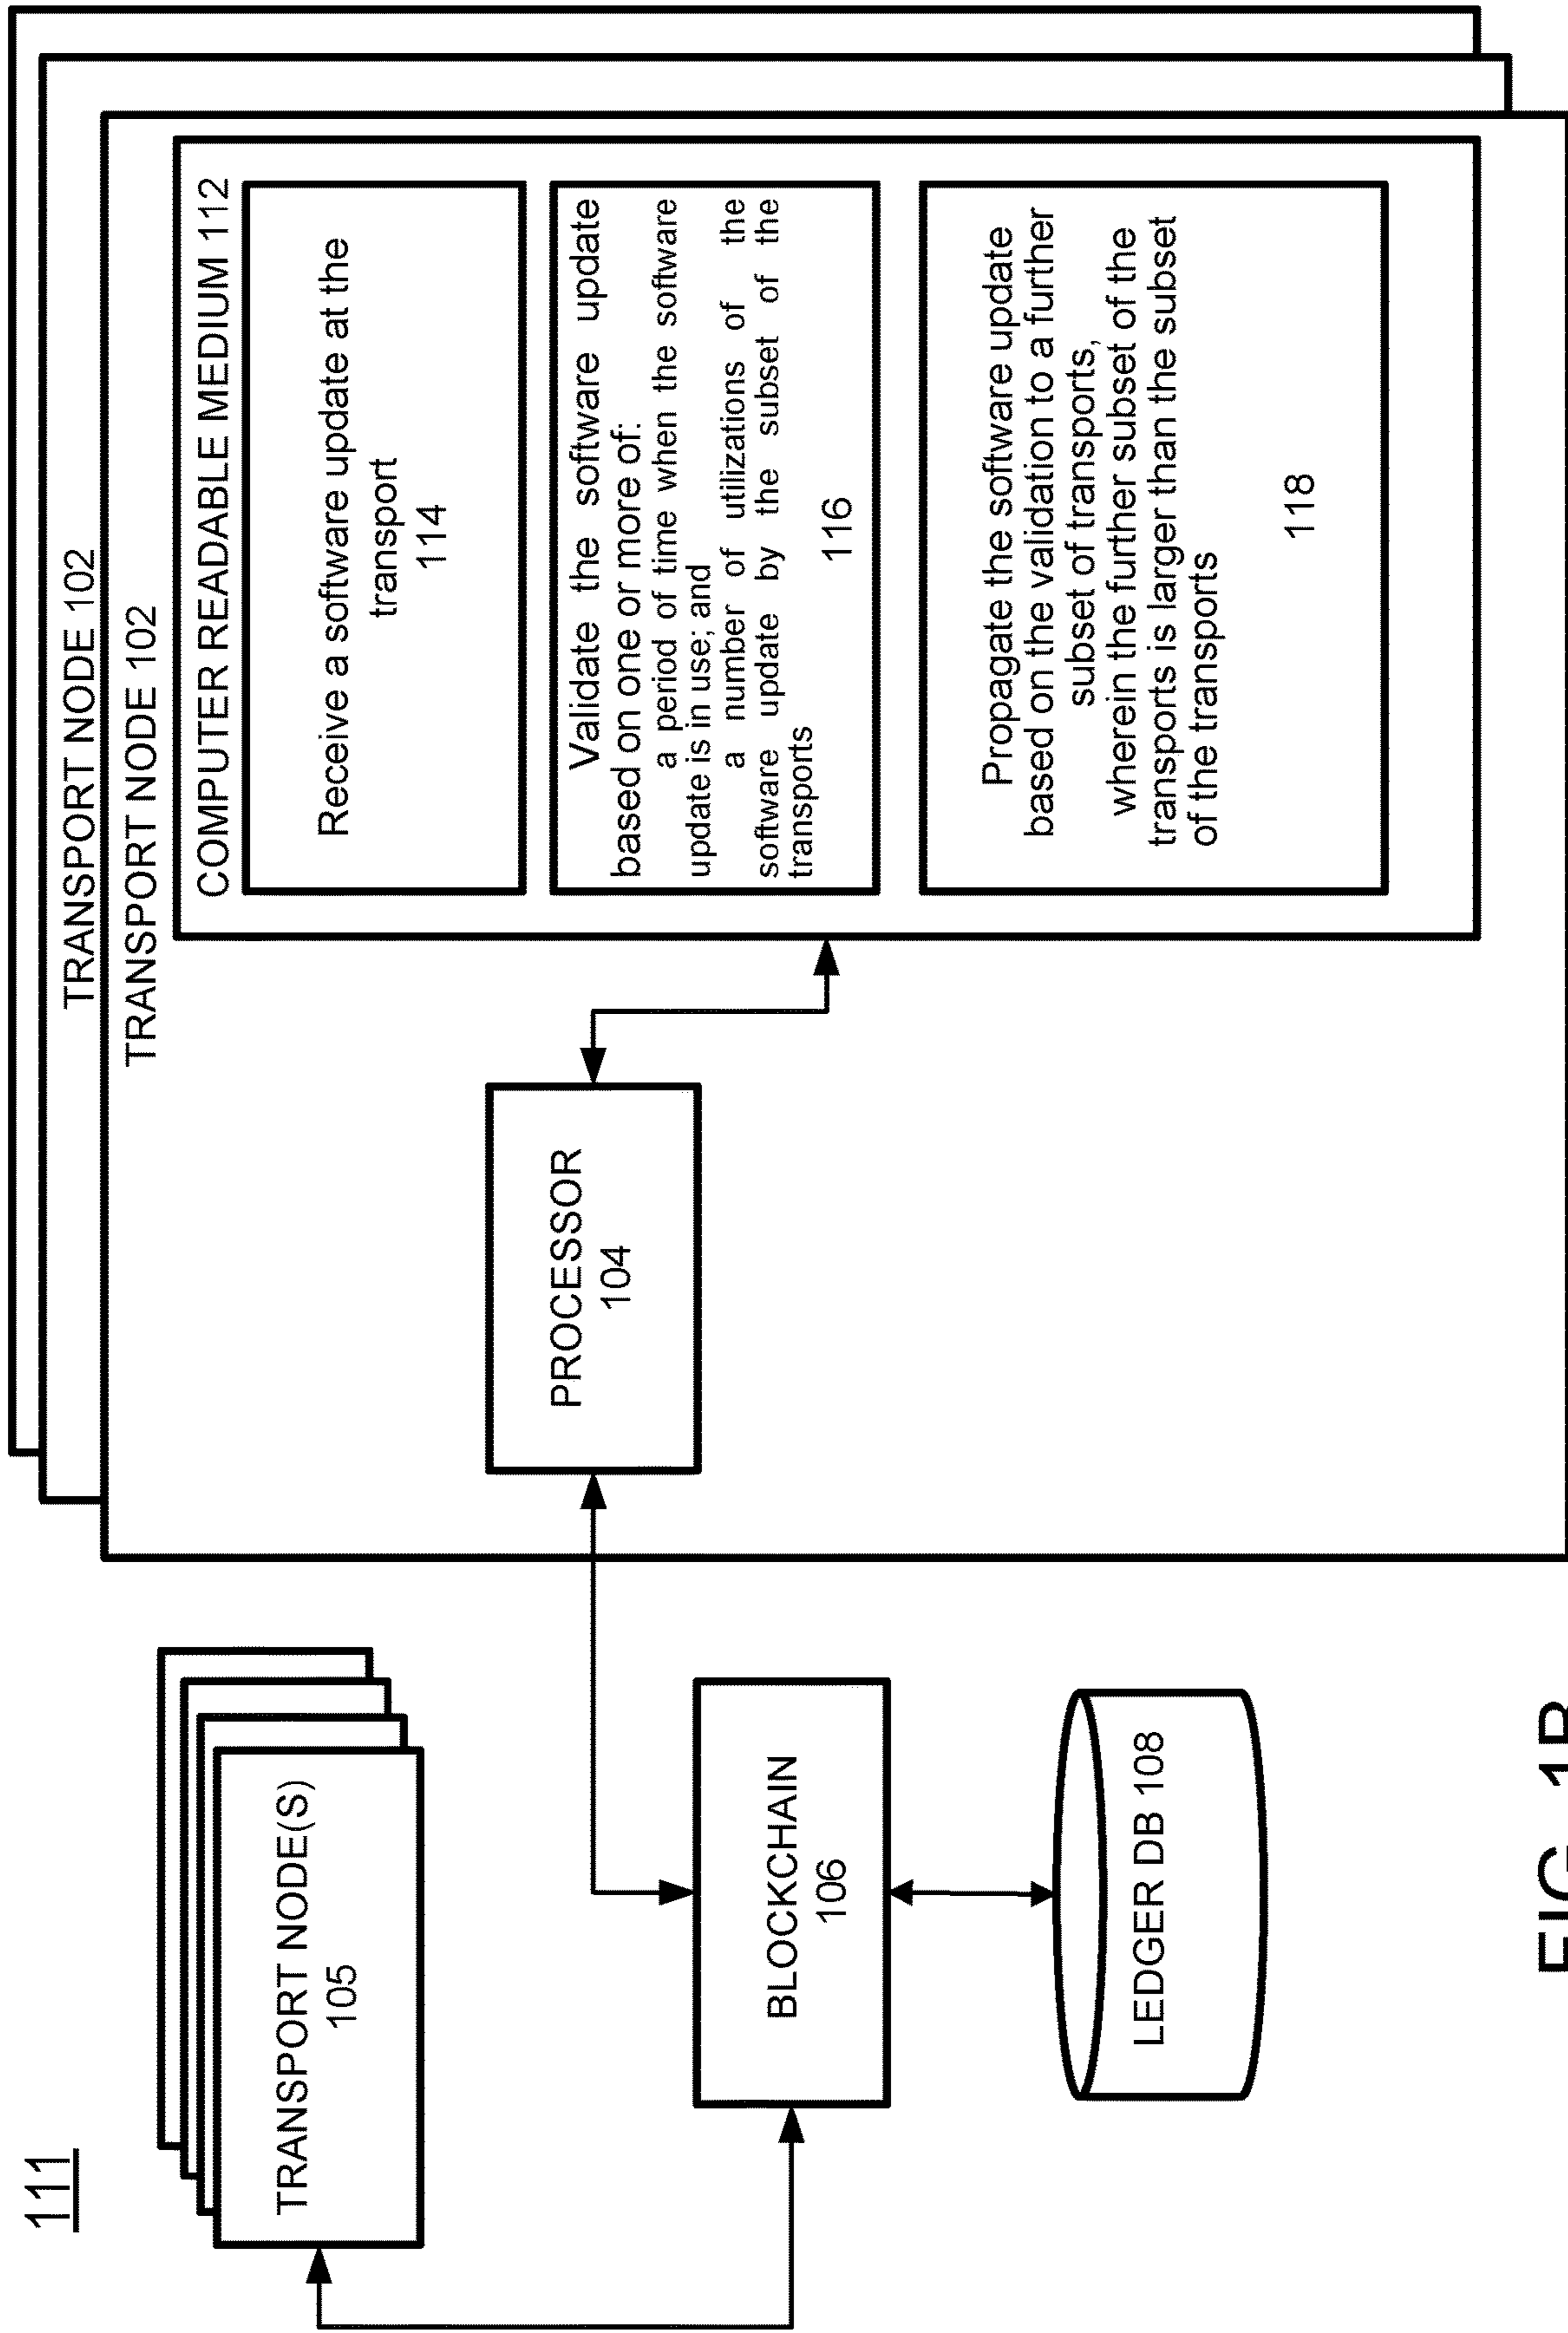 111
TRANSPORT NODE 102
TRANSPORT NODE 102
COMPUTER READABLE MEDIUM 112
Receive a software update at the
transport
114
Validate the software update
based on one or more of:
a period of time when the software
update is in use; and
a number of utilizations of the
software update by the subset of the
transports
116
Propagate the software update
based on the validation to a further
subset of transports,
wherein the further subset of the
transports is larger than the subset
of the transports
118
PROCESSOR
104
TRANSPORT NODE(S)
105
BLOCKCHAIN
106
LEDGER DB 108
FIG. 1B